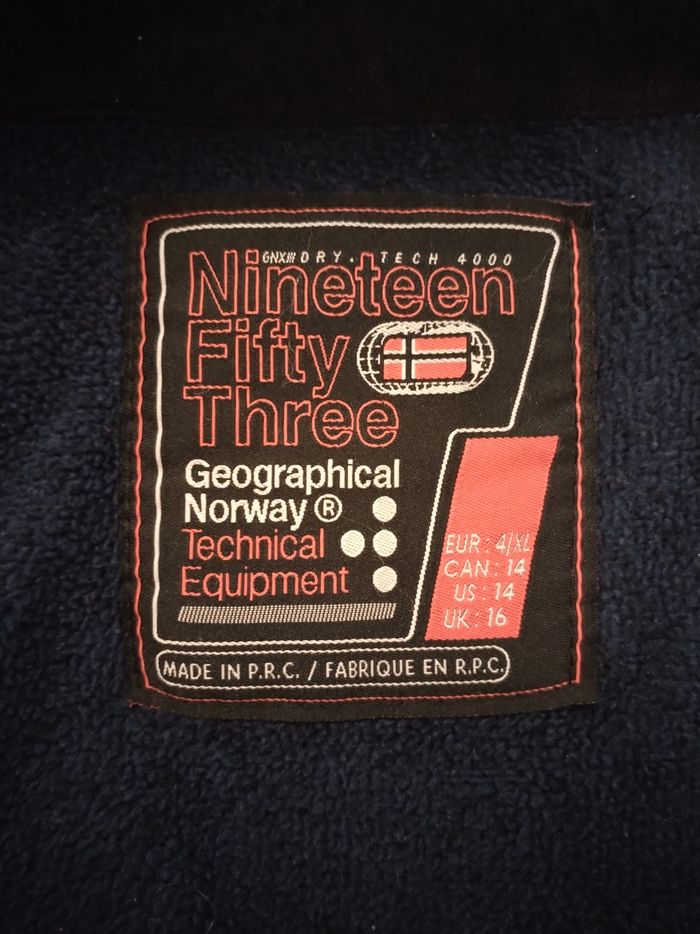 GNX/// DRY. TECH 4000
Nineteen
Fifty
Three
Geographical
Norway ®
Technical
Equipment
EUR: 4/XL
CAN: 14
US: 14
UK: 16
MADE IN P.R.C. / FABRIQUE EN R.P.C.